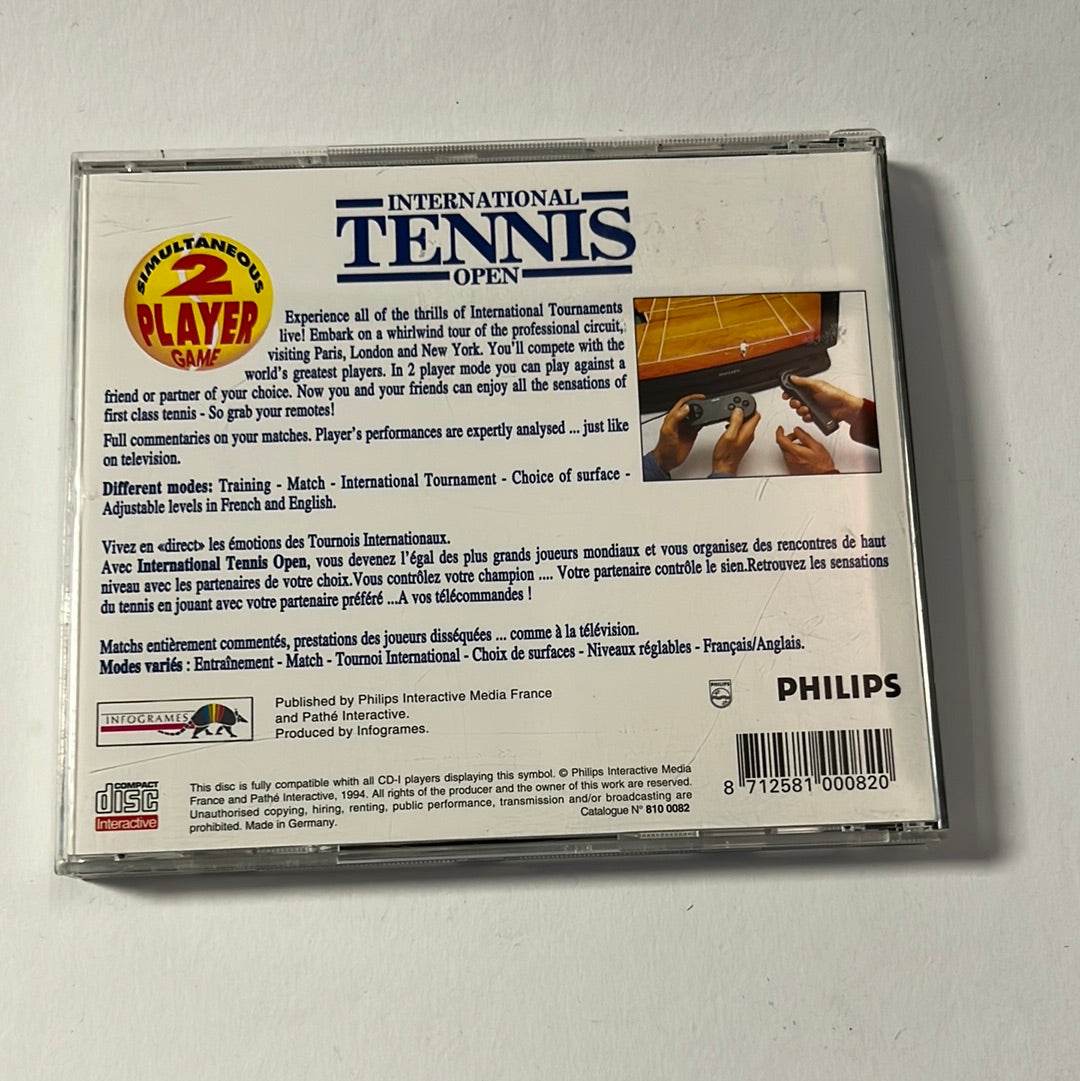 INTERNATIONAL
TENNIS
OPEN
SIMULTANEOUS
2
PLAYER
GAME
Experience all of the thrills of International Tournaments
live! Embark on a whirlwind tour of the professional circuit,
visiting Paris, London and New York. You'll compete with the
world's greatest players. In 2 player mode you can play against a
friend or partner of your choice. Now you and your friends can enjoy all the sensations of
first class tennis - So grab your remotes!
Full commentaries on your matches. Player's performances are expertly analysed ... just like
on television.
Different modes: Training - Match - International Tournament - Choice of surface -
Adjustable levels in French and English.
Vivez en «direct» les émotions des Tournois Internationaux.
Avec International Tennis Open, vous devenez l'égal des plus grands joueurs mondiaux et vous organisez des rencontres de haut
niveau avec les partenaires de votre choix.Vous contrôlez votre champion .... Votre partenaire contrôle le sien.Retrouvez les sensations
du tennis en jouant avec votre partenaire préféré ...A vos télécommandes !
Matchs entièrement commentés, prestations des joueurs disséquées ... comme à la télévision.
Modes variés : Entraînement - Match - Tournoi International - Choix de surfaces - Niveaux réglables - Français/Anglais.
INFOGRAMES
Published by Philips Interactive Media France
and Pathé Interactive.
Produced by Infogrames.
PHILIPS
PHILIPS
COMPACT
disc
Interactive
This disc is fully compatible whith all CD-I players displaying this symbol. © Philips Interactive Media
France and Pathé Interactive, 1994. All rights of the producer and the owner of this work are reserved.
Unauthorised copying, hiring, renting, public performance, transmission and/or broadcasting are
prohibited. Made in Germany.
Catalogue N° 810 0082
8 712581 000820